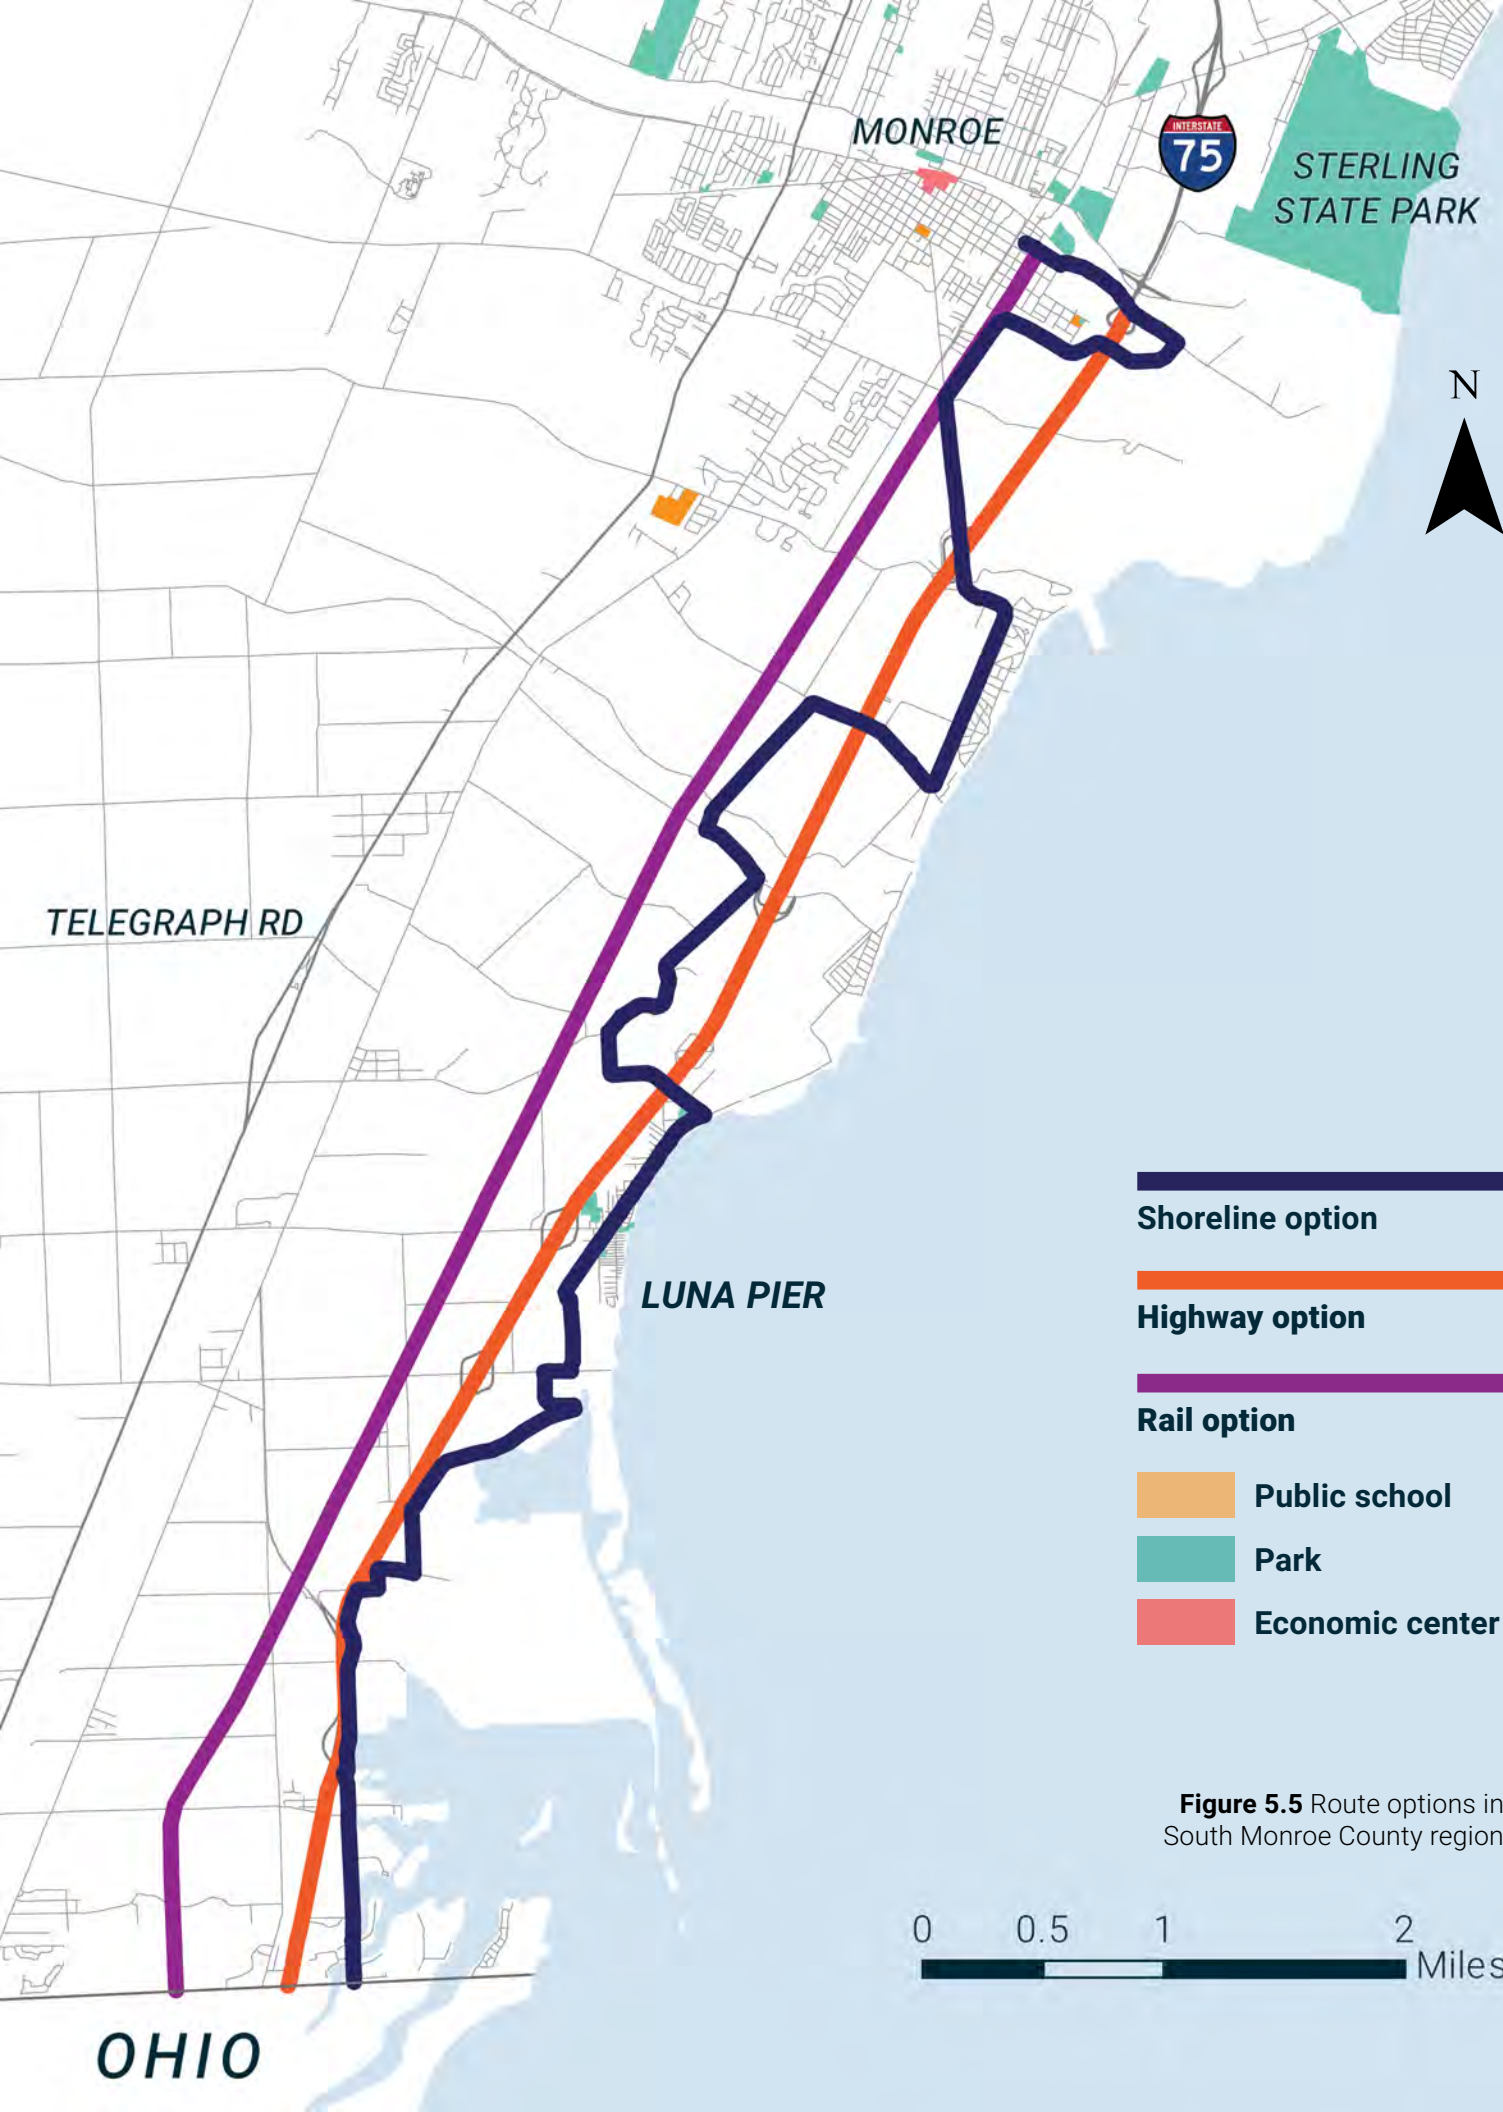 MONROE
INTERSTATE
75
STERLING
STATE PARK
N
TELEGRAPH RD
LUNA PIER
Shoreline option
Highway option
Rail option
Public school
Park
Economic center
Figure 5.5 Route options in
South Monroe County region
0 0.5 1 2
Miles
OHIO